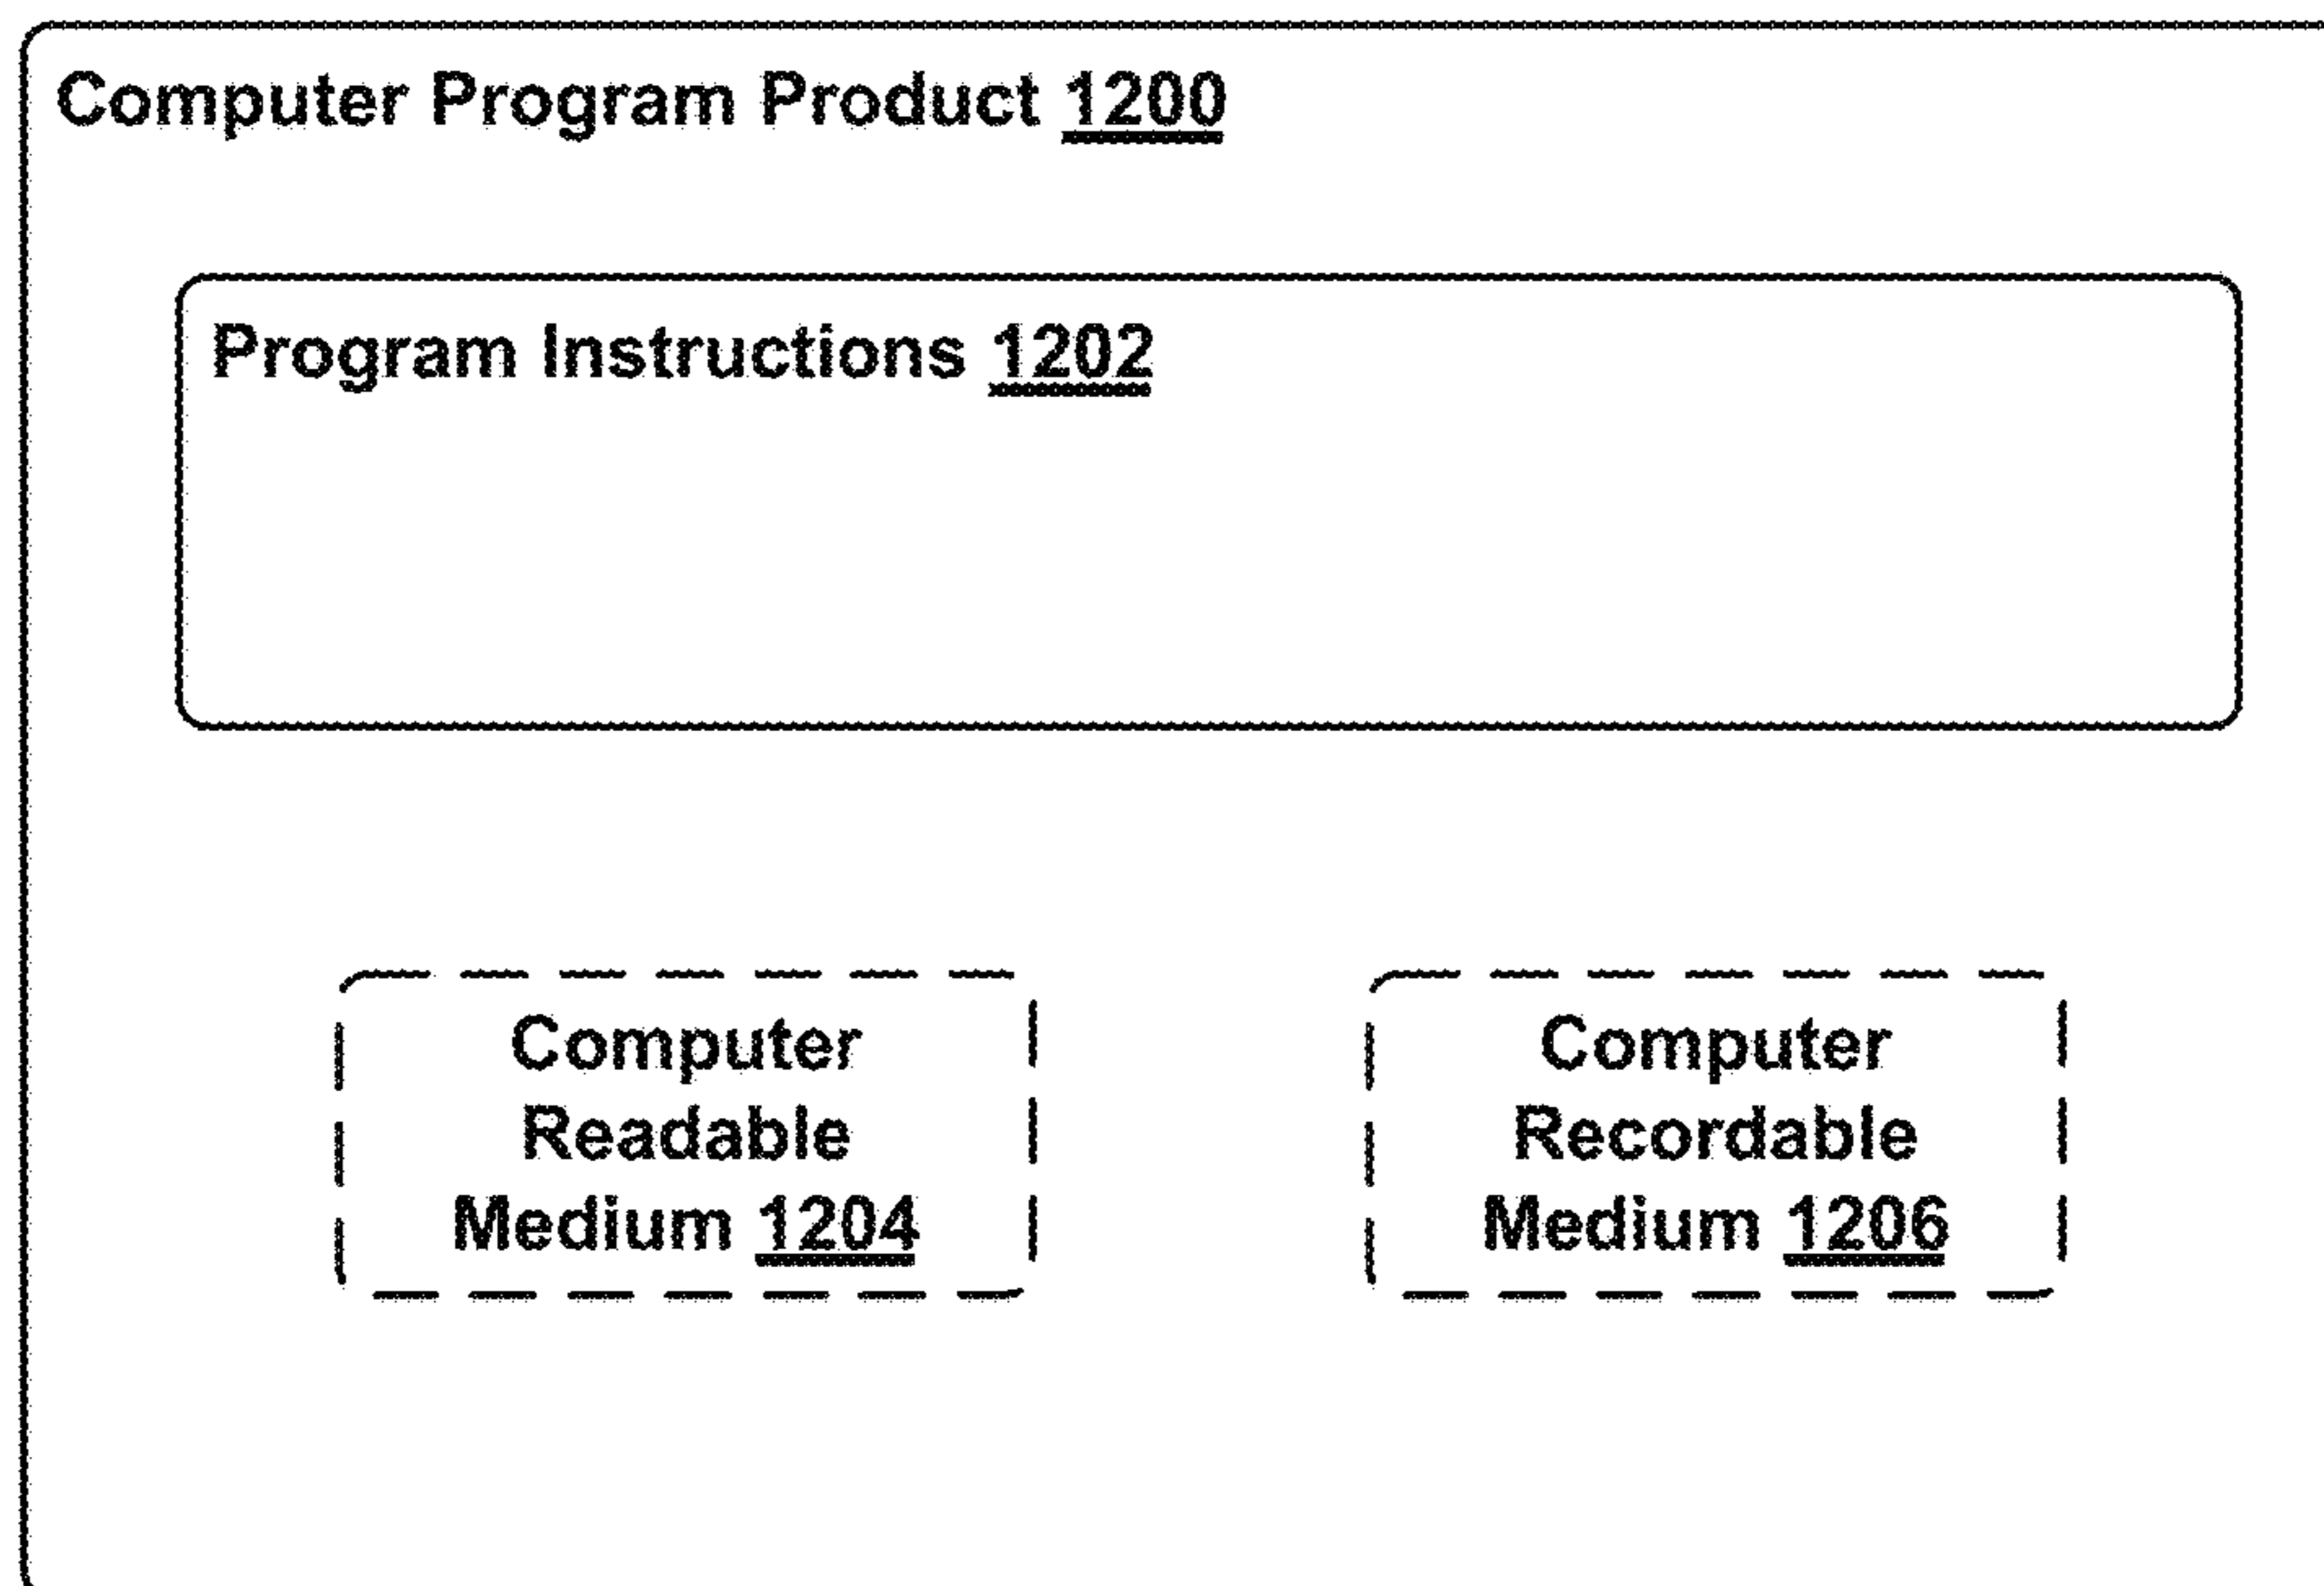 Computer Program Product 1200
Program Instructions 1202
Computer
Readable
Medium 1204
Computer
Recordable
Medium 1206